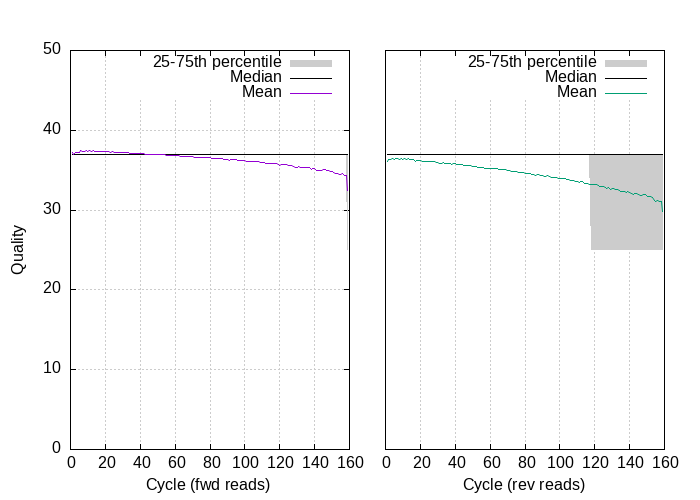 50
40
30
20
10
0
Quality
25-75th percentile
Median
Mean
0 20 40 60 80 100 120 140 160
Cycle (fwd reads)
25-75th percentile
Median
Mean
0 20 40 60 80 100 120 140 160
Cycle (rev reads)